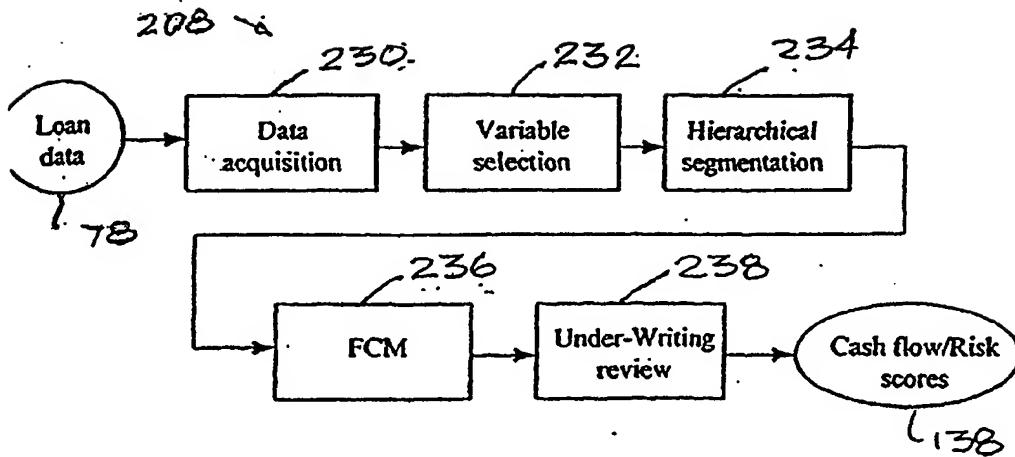 208
230
232
234
Loan
data
Data
acquisition
Variable
selection
Hierarchical
segmentation
78
236
238
FCM
Under-Writing
review
Cash flow/Risk
scores
138